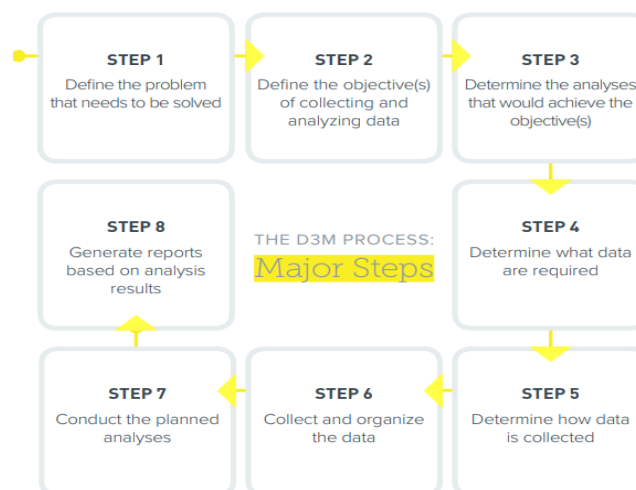 STEP 1
Define the problem
that needs to be solved
STEP 2
Define the objective(s)
of collecting and
analyzing data
STEP 3
Determine the analyses
that would achieve the
objective(s)
STEP 4
Determine what data
are required
STEP 5
Determine how data
is collected
STEP 6
Collect and organize
the data
STEP 7
Conduct the planned
analyses
STEP 8
Generate reports
based on analysis
results
THE D3M PROCESS:
Major Steps